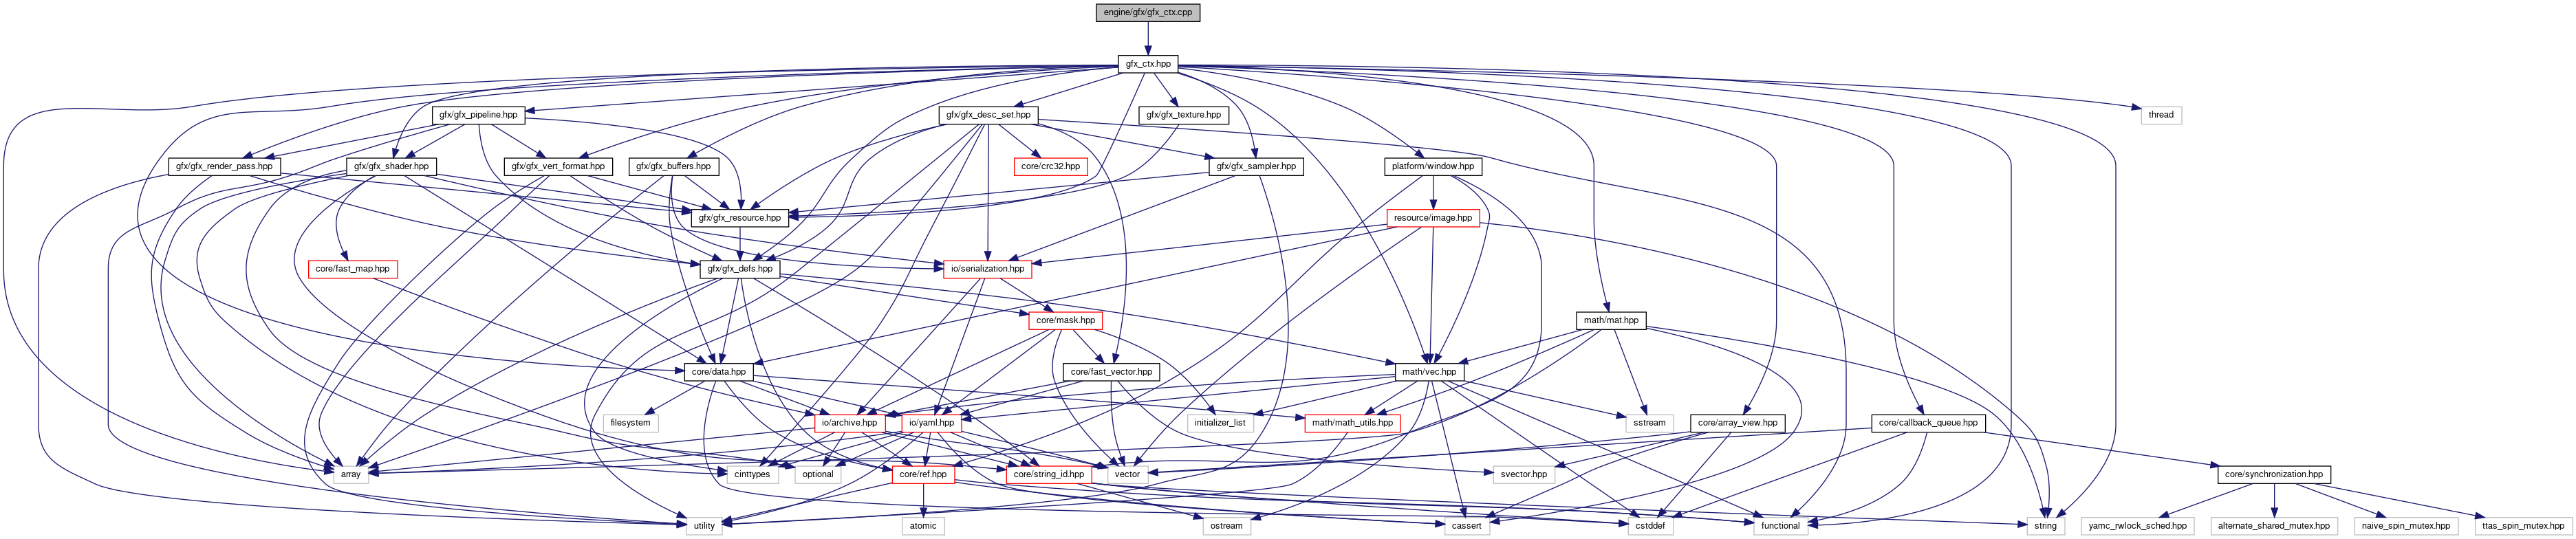 engine/gfx/gfx_ctx.cpp
gfx_ctx.hpp
gfx/gfx_pipeline.hpp
gfx/gfx_desc_set.hpp
gfx/gfx_texture.hpp
thread
gfx/gfx_render_pass.hpp
gfx/gfx_shader.hpp
gfx/gfx_vert_format.hpp
gfx/gfx_buffers.hpp
core/crc32.hpp
gfx/gfx_sampler.hpp
platform/window.hpp
gfx/gfx_resource.hpp
resource/image.hpp
core/fast_map.hpp
gfx/gfx_defs.hpp
io/serialization.hpp
core/mask.hpp
math/mat.hpp
core/data.hpp
core/fast_vector.hpp
math/vec.hpp
filesystem
io/archive.hpp
io/yaml.hpp
initializer_list
math/math_utils.hpp
sstream
core/array_view.hpp
core/callback_queue.hpp
array
cinttypes
optional
core/ref.hpp
core/string_id.hpp
vector
svector.hpp
core/synchronization.hpp
utility
atomic
ostream
cassert
cstddef
functional
string
yamc_rwlock_sched.hpp
alternate_shared_mutex.hpp
naive_spin_mutex.hpp
ttas_spin_mutex.hpp